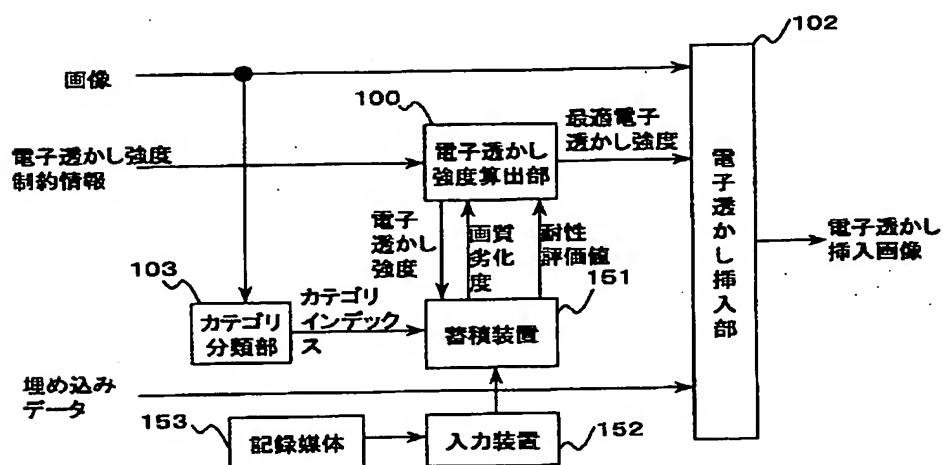 102
画像
100
最適電子
透かし強度
電子透かし強度
制約情報
電子透かし
強度算出部
電子透かし挿入部
電子
透かし
強度
画質
劣化
度
耐性
評価値
電子透かし
挿入画像
103
151
カテゴリ
分類部
カテゴリ
インデック
ス
蓄積装置
埋め込み
データ
153
記録媒体
入力装置
152